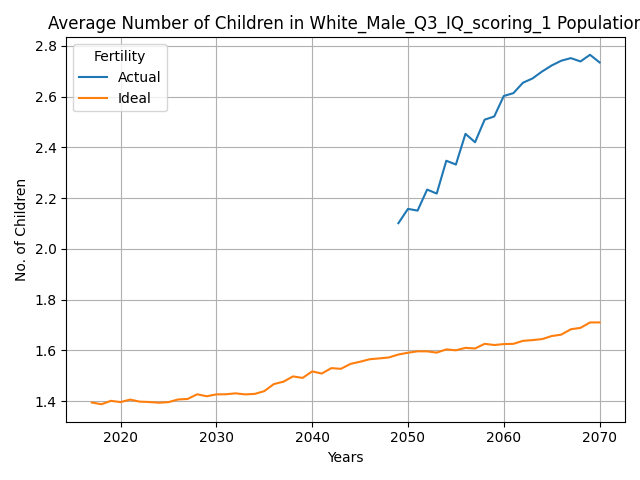 Average Number of Children in White_Male_Q3_IQ_scoring_1 Population
Fertility
Actual
Ideal
No. of Children
2.8
2.6
2.4
2.2
2.0
1.8
1.6
1.4
2020 2030 2040 2050 2060 2070
Years